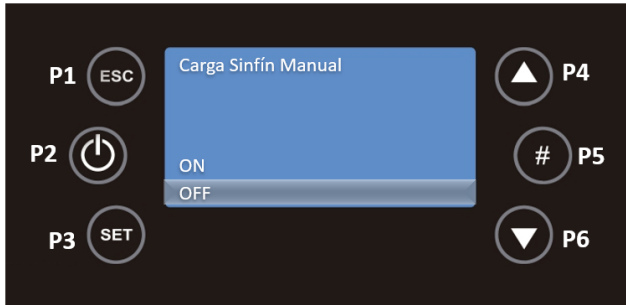 P1 ESC
Carga Sinfín Manual
P4
P2
# P5
ON
OFF
P3 SET
P6